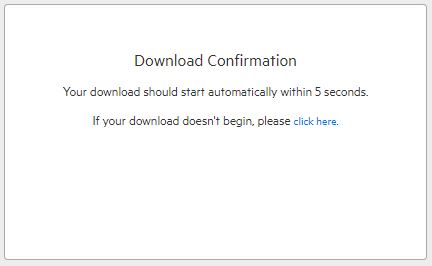 Download Confirmation
Your download should start automatically within 5 seconds.
If your download doesn't begin, please click here.